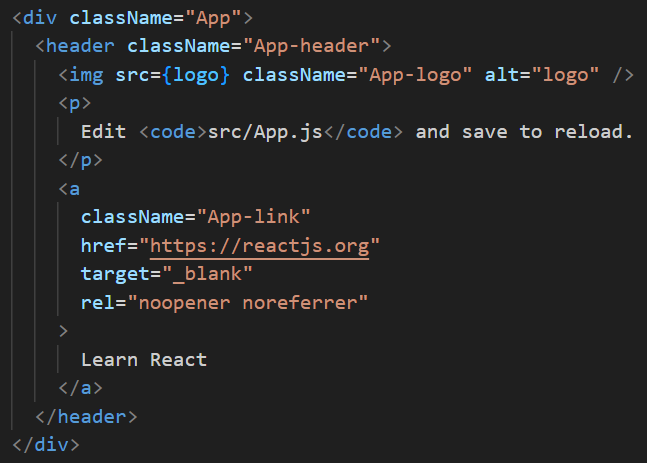 <div className="App">
  <header className="App-header">
    <img src={logo} className="App-logo" alt="logo" />
    <p>
      Edit <code>src/App.js</code> and save to reload.
    </p>
    <a
      className="App-link"
      href="https://reactjs.org"
      target="_blank"
      rel="noopener noreferrer"
    >
      Learn React
    </a>
  </header>
</div>